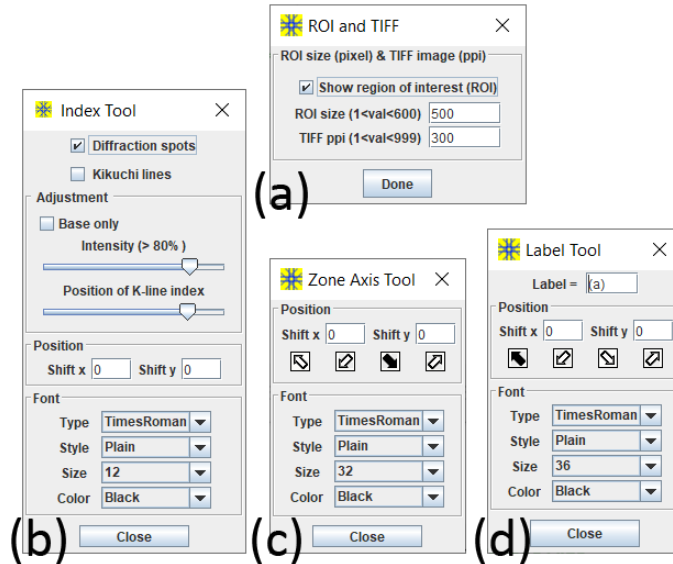 ROI and TIFF
ROI size (pixel) & TIFF image (ppi)
Show region of interest (ROI)
ROI size (1<val<600) 500
TIFF ppi (1<val<999) 300
Done
(a)
Index Tool
Diffraction spots
Kikuchi lines
Adjustment
Base only
Intensity (> 80% )
Position of K-line index
Position
Shift x 0 Shift y 0
Font
Type TimesRoman
Style Plain
Size 12
Color Black
Close
(b)
Zone Axis Tool
Position
Shift x 0 Shift y 0
Font
Type TimesRoman
Style Plain
Size 32
Color Black
Close
(c)
Label Tool
Label = (a)
Position
Shift x 0 Shift y 0
Font
Type TimesRoman
Style Plain
Size 36
Color Black
Close
(d)